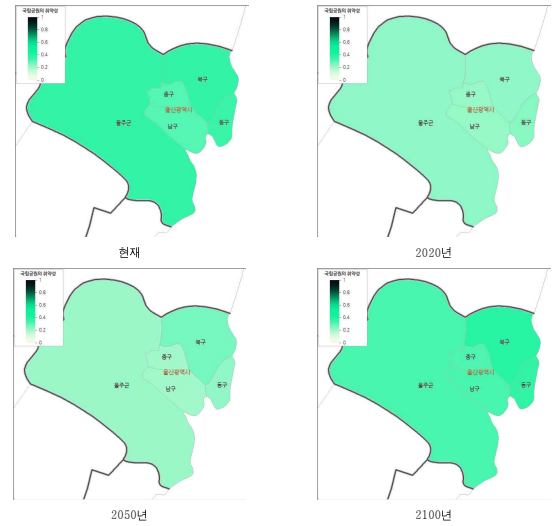 국립공원의 취약성
1
0.8
0.6
0.4
0.2
0
북구
중구
울산광역시
울주군
남구
동구
현재
국립공원의 취약성
1
0.8
0.6
0.4
0.2
0
북구
중구
울산광역시
울주군
남구
동구
2020년
국립공원의 취약성
1
0.8
0.6
0.4
0.2
0
북구
중구
울산광역시
울주군
남구
동구
2050년
국립공원의 취약성
1
0.8
0.6
0.4
0.2
0
북구
중구
울산광역시
울주군
남구
동구
2100년